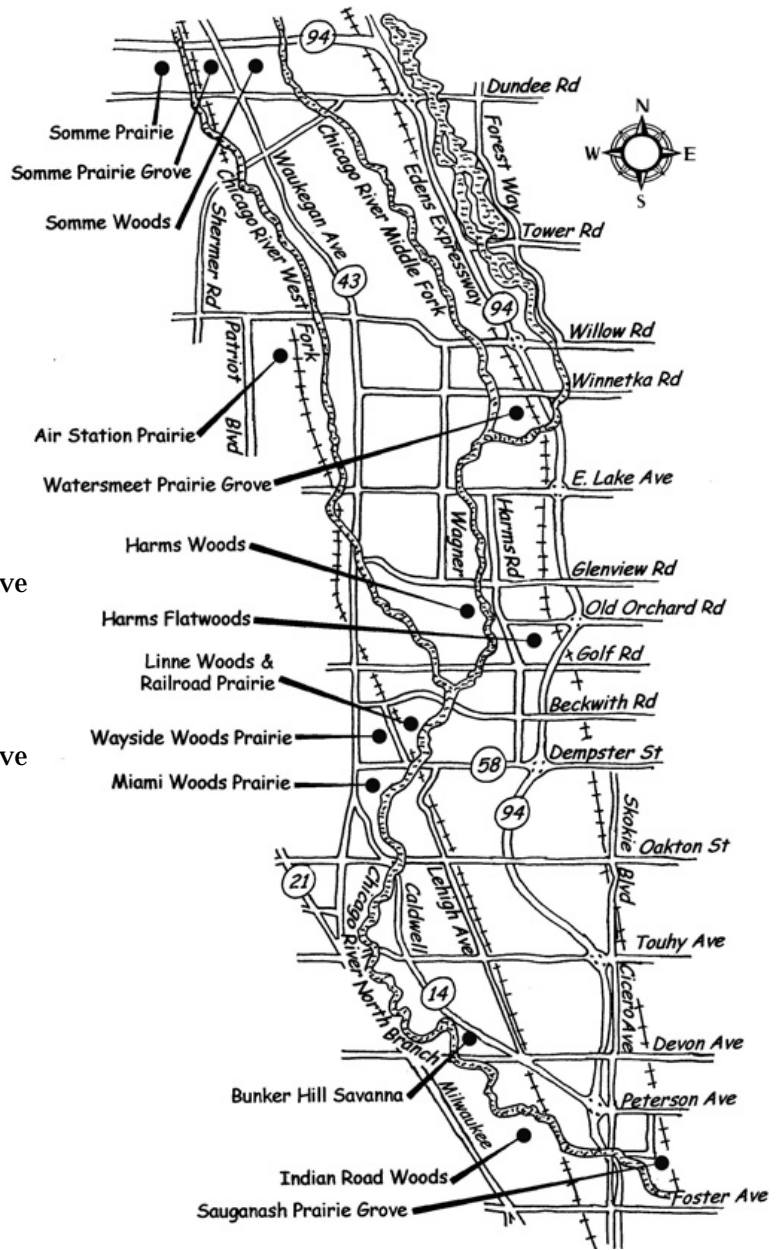 94
Dundee Rd
Somme Prairie
Somme Prairie Grove
Somme Woods
Chicago River West Fork
Shermer Rd
Waukegan Ave
Chicago River Middle Fork
Edens Expressway
Forest Way
N
W
E
S
Tower Rd
43
94
Patriot Blvd
Willow Rd
Winnetka Rd
Air Station Prairie
Watersmeet Prairie Grove
E. Lake Ave
Harms Woods
Wagner
Harms Rd
Glenview Rd
ve
Old Orchard Rd
Harms Flatwoods
Golf Rd
Linne Woods &
Railroad Prairie
Beckwith Rd
Wayside Woods Prairie
ve
Dempster St
58
Miami Woods Prairie
94
Skokie Blvd
Oakton St
21
Chicago River North Branch
Caldwell
Lehigh Ave
Touhy Ave
Cicero Ave
14
Devon Ave
Bunker Hill Savanna
Milwaukee
Peterson Ave
Indian Road Woods
Sauganash Prairie Grove
Foster Ave